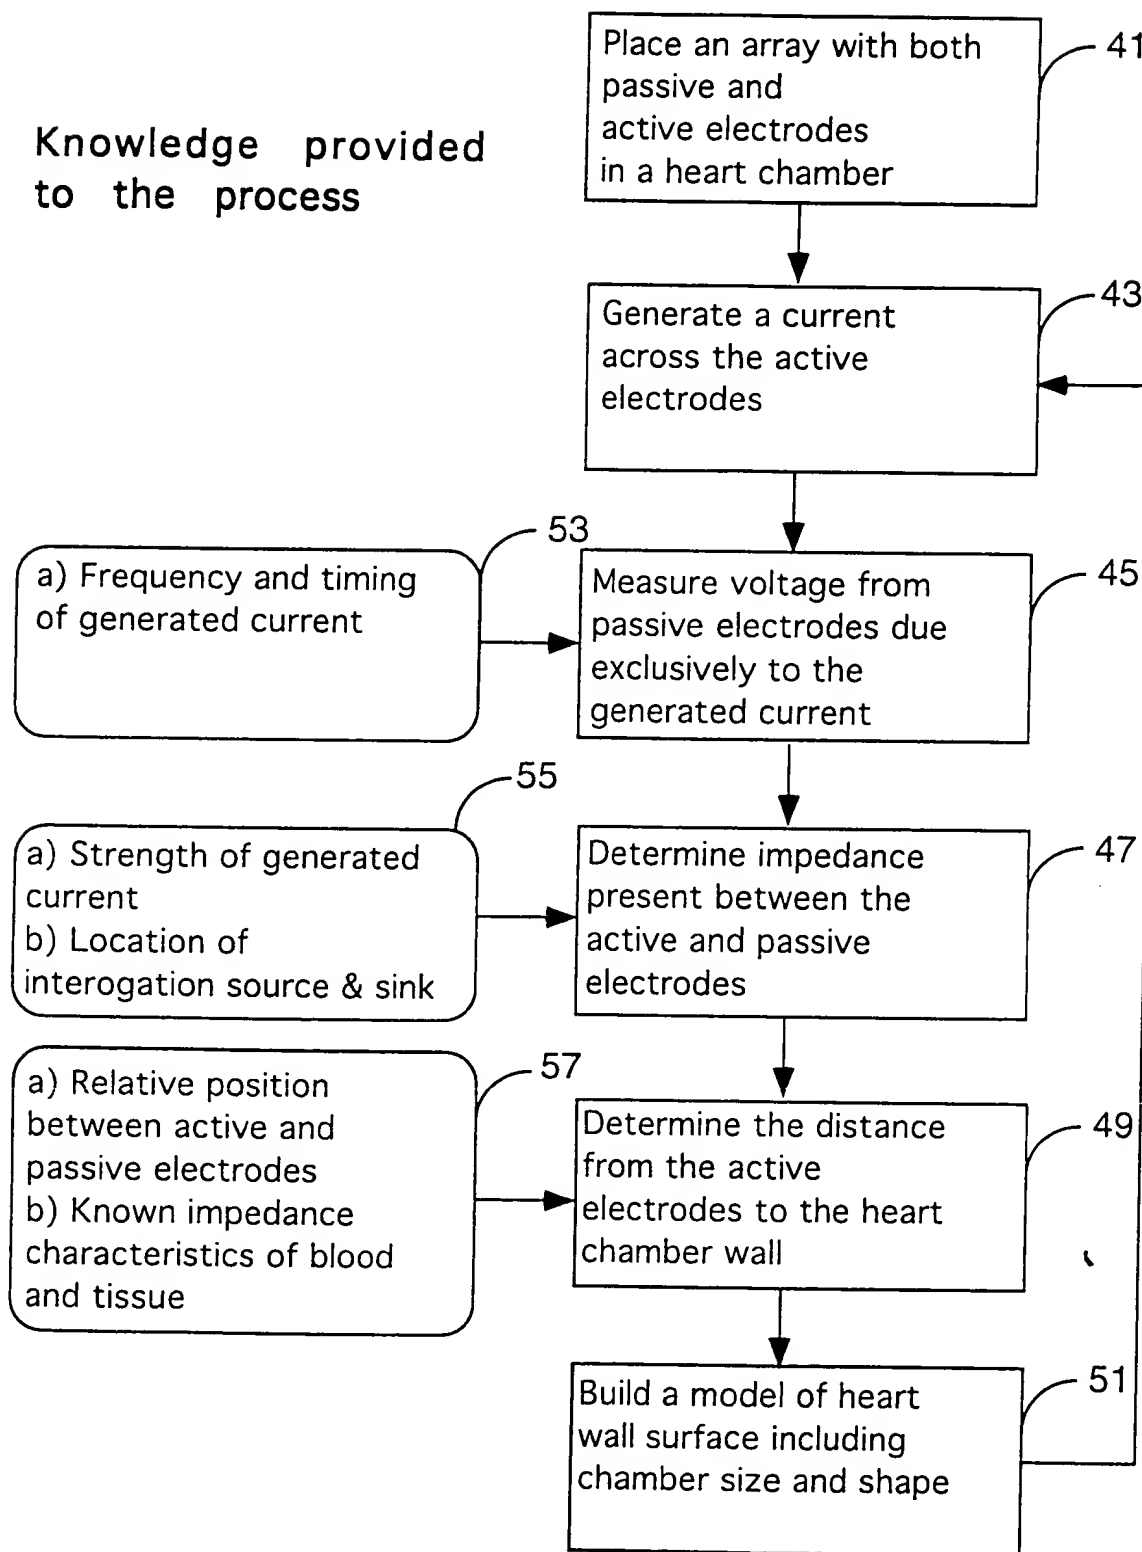 Knowledge provided
to the process
Place an array with both
passive and
active electrodes
in a heart chamber
41
Generate a current
across the active
electrodes
43
a) Frequency and timing
of generated current
53
Measure voltage from
passive electrodes due
exclusively to the
generated current
45
a) Strength of generated
current
b) Location of
interogation source & sink
55
Determine impedance
present between the
active and passive
electrodes
47
a) Relative position
between active and
passive electrodes
b) Known impedance
characteristics of blood
and tissue
57
Determine the distance
from the active
electrodes to the heart
chamber wall
49
Build a model of heart
wall surface including
chamber size and shape
51